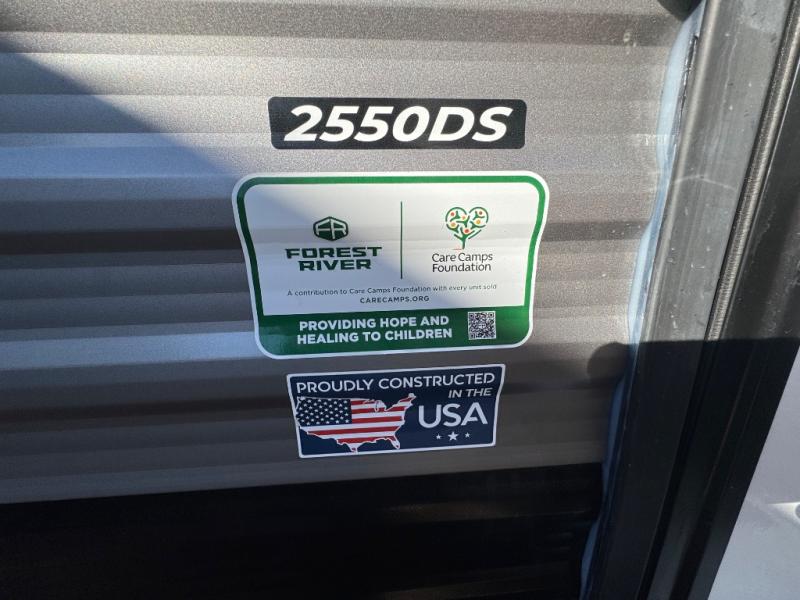 2550DS
FR
FOREST
RIVER
Care Camps
Foundation
A contribution to Care Camps Foundation with every unit sold
CARECAMPS.ORG
PROVIDING HOPE AND
HEALING TO CHILDREN
PROUDLY CONSTRUCTED
IN THE
USA